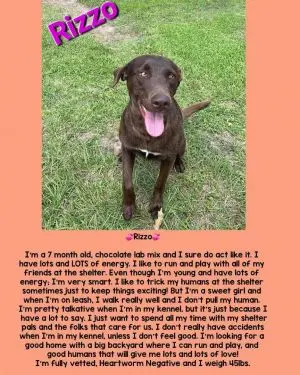 Rizzo
💞Rizzo💞
I'm a 7 month old, chocolate lab mix and I sure do act like it. I
have lots and LOTS of energy. I like to run and play with all of my
friends at the shelter. Even though I'm young and have lots of
energy; I'm very smart. I like to trick my humans at the shelter
sometimes just to keep things exciting! But I'm a sweet girl and
when I'm on leash, I walk really well and I don't pull my human.
I'm pretty talkative when I'm in my kennel, but it's just because I
have a lot to say. I just want to spend all my time with my shelter
pals and the folks that care for us. I don't really have accidents
when I'm in my kennel, unless I don't feel good. I'm looking for a
good home with a big backyard where I can run and play, and
good humans that will give me lots and lots of love!
I'm fully vetted, Heartworm Negative and I weigh 45lbs.